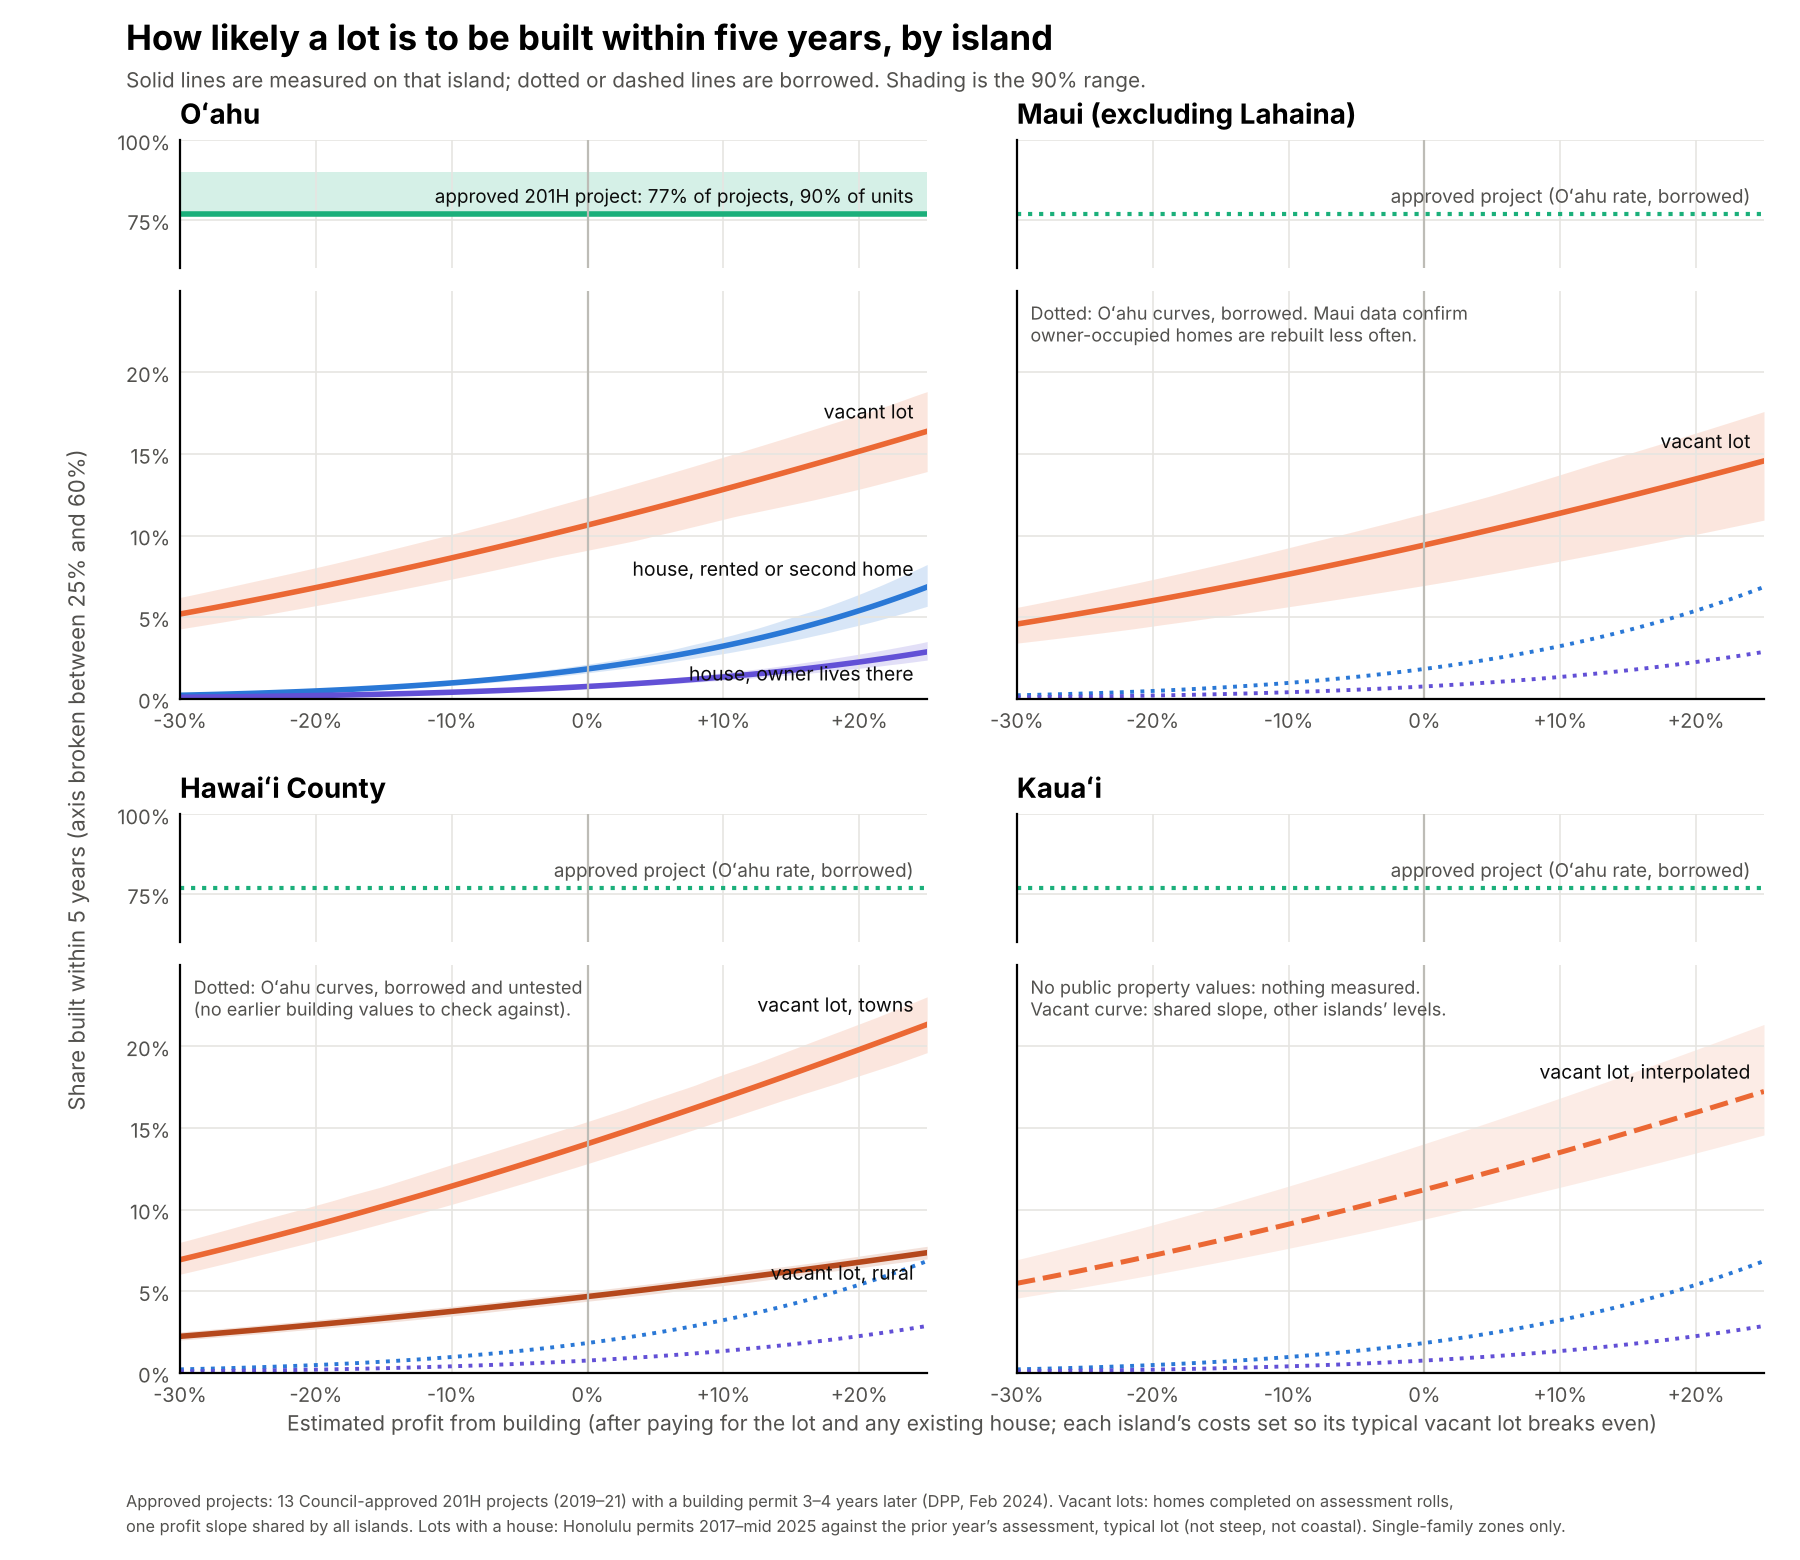 How likely a lot is to be built within five years, by island
Solid lines are measured on that island; dotted or dashed lines are borrowed. Shading is the 90% range.
Oʻahu
100%
75%
approved 201H project: 77% of projects, 90% of units
20%
15%
10%
5%
0%
vacant lot
house, rented or second home
house, owner lives there
-30%
-20%
-10%
0%
+10%
+20%
Maui (excluding Lahaina)
approved project (Oʻahu rate, borrowed)
Dotted: Oʻahu curves, borrowed. Maui data confirm
owner-occupied homes are rebuilt less often.
vacant lot
-30%
-20%
-10%
0%
+10%
+20%
Share built within 5 years (axis broken between 25% and 60%)
Hawaiʻi County
100%
75%
approved project (Oʻahu rate, borrowed)
Dotted: Oʻahu curves, borrowed and untested
(no earlier building values to check against).
20%
15%
10%
5%
0%
vacant lot, towns
vacant lot, rural
-30%
-20%
-10%
0%
+10%
+20%
Kauaʻi
approved project (Oʻahu rate, borrowed)
No public property values: nothing measured.
Vacant curve: shared slope, other islands’ levels.
vacant lot, interpolated
-30%
-20%
-10%
0%
+10%
+20%
Estimated profit from building (after paying for the lot and any existing house; each island’s costs set so its typical vacant lot breaks even)
Approved projects: 13 Council-approved 201H projects (2019–21) with a building permit 3–4 years later (DPP, Feb 2024). Vacant lots: homes completed on assessment rolls,
one profit slope shared by all islands. Lots with a house: Honolulu permits 2017–mid 2025 against the prior year’s assessment, typical lot (not steep, not coastal). Single-family zones only.